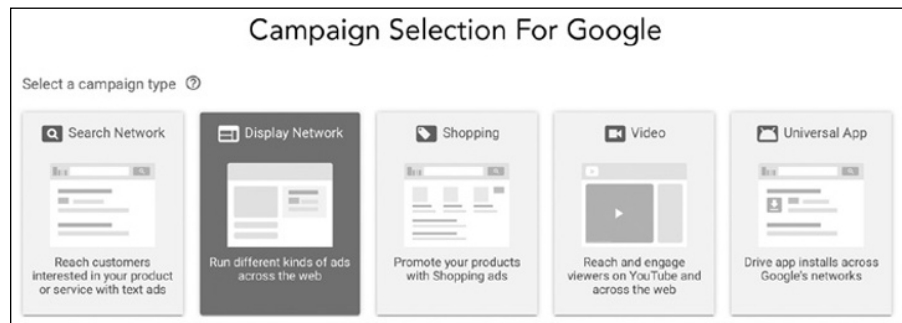 Campaign Selection For Google
Select a campaign type ?
Search Network
Reach customers
interested in your product
or service with text ads
Display Network
Run different kinds of ads
across the web
Shopping
Promote your products
with Shopping ads
Video
Reach and engage
viewers on YouTube and
across the web
Universal App
Drive app installs across
Google's networks